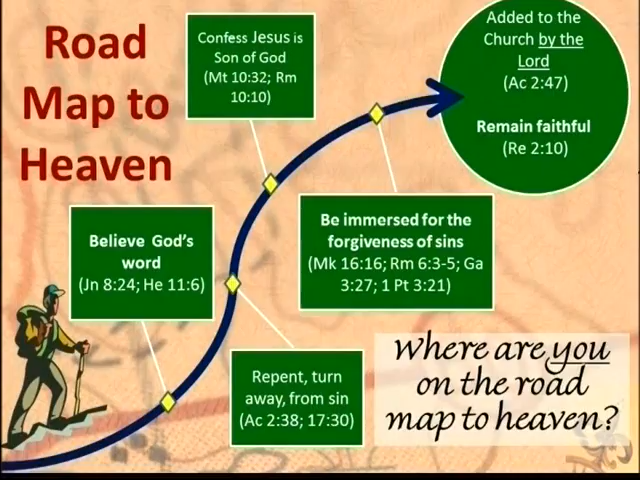 Road
Map to
Heaven
Confess Jesus is
Son of God
(Mt 10:32; Rm
10:10)
Added to the
Church by the
Lord
(Ac 2:47)
Remain faithful
(Re 2:10)
Believe God's
word
(Jn 8:24; He 11:6)
Be immersed for the
forgiveness of sins
(Mk 16:16; Rm 6:3-5; Ga
3:27; 1 Pt 3:21)
Repent, turn
away, from sin
(Ac 2:38; 17:30)
Where are you
on the road
map to heaven?